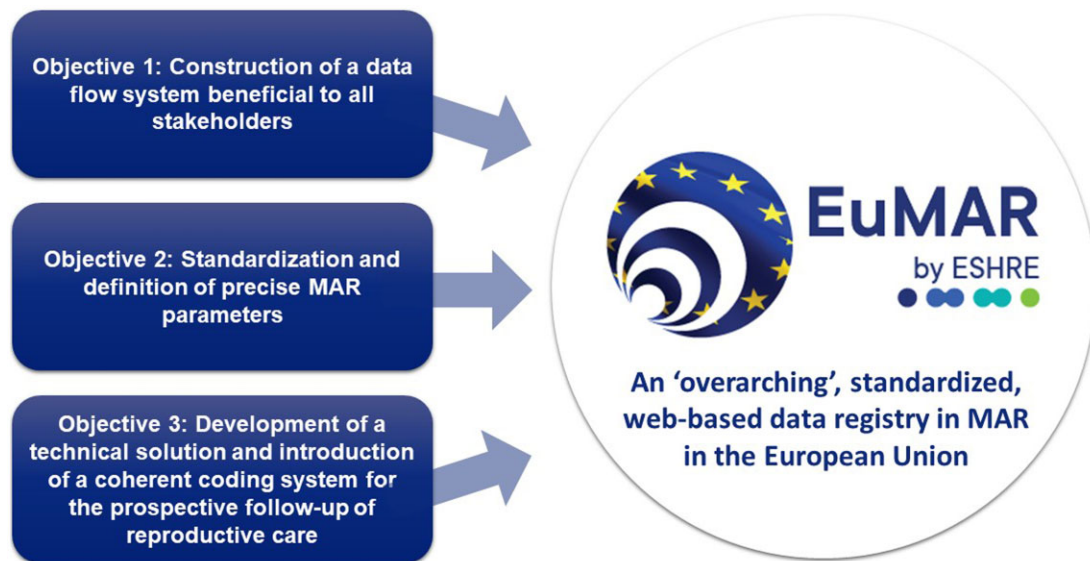 Objective 1: Construction of a data
flow system beneficial to all
stakeholders
Objective 2: Standardization and
definition of precise MAR
parameters
Objective 3: Development of a
technical solution and introduction
of a coherent coding system for
the prospective follow-up of
reproductive care
EuMAR
by ESHRE
An ‘overarching’, standardized,
web-based data registry in MAR
in the European Union